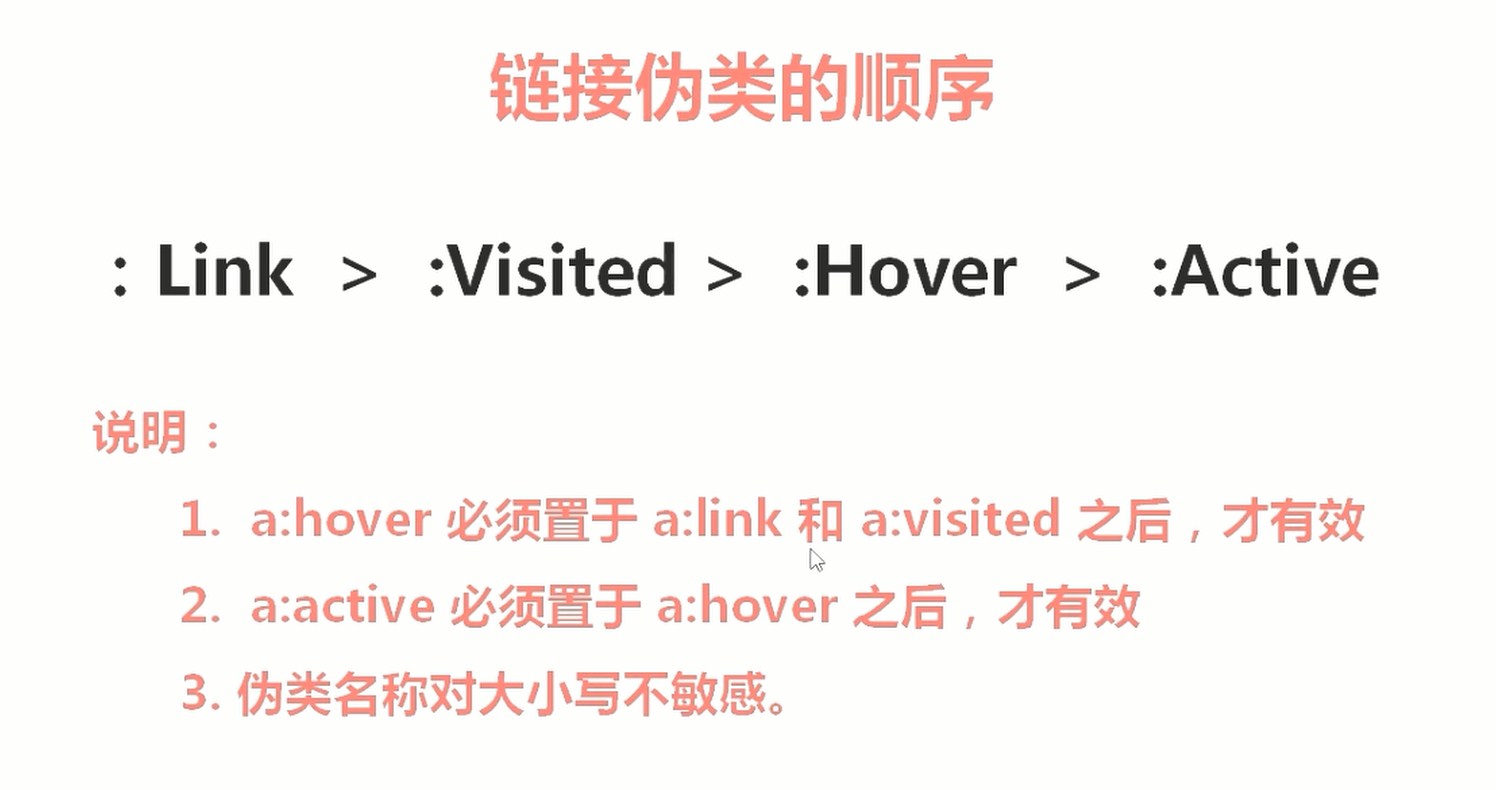 链接伪类的顺序
: Link > :Visited > :Hover > :Active
说明：
1. a:hover 必须置于 a:link 和 a:visited 之后，才有效
2. a:active 必须置于 a:hover 之后，才有效
3. 伪类名称对大小写不敏感。